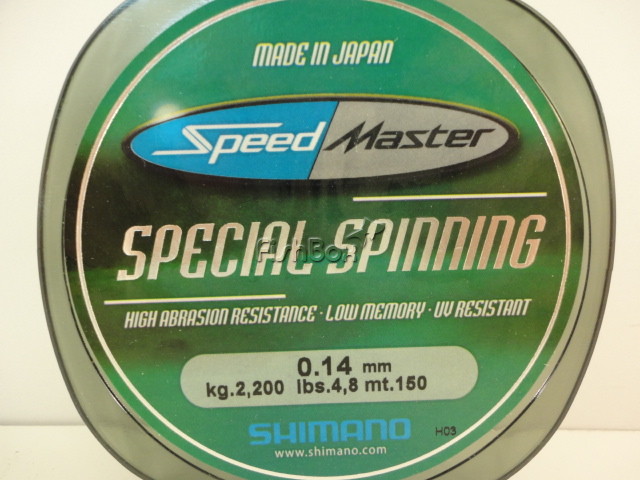 MADE IN JAPAN
Speed Master
SPECIAL SPINNING
FishBox
HIGH ABRASION RESISTANCE · LOW MEMORY · UV RESISTANT
0.14 mm
kg.2,200 lbs.4,8 mt.150
SHIMANO
H03
www.shimano.com